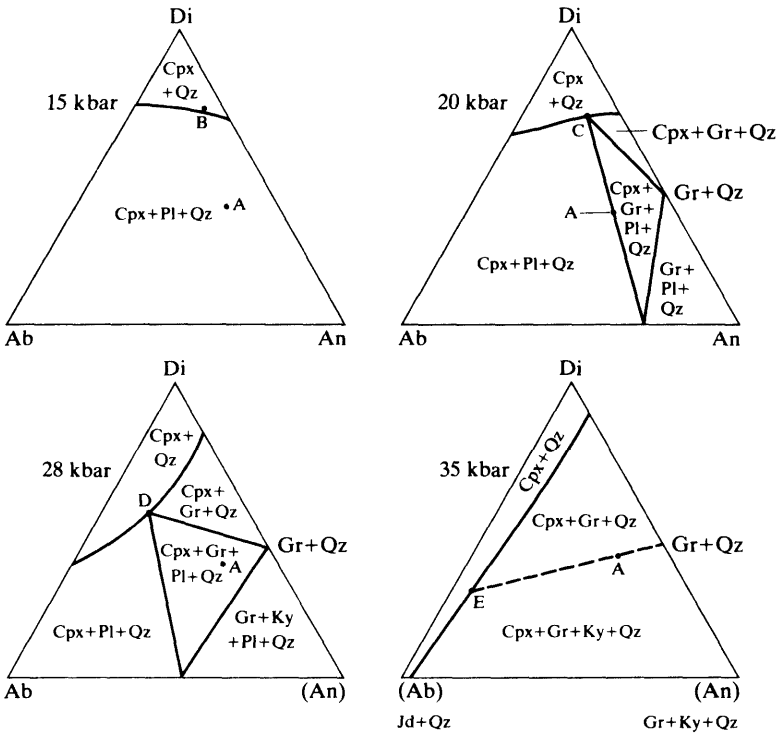 Di
Cpx
+Qz
15 kbar
B
Cpx+Pl+Qz
A
Ab
An
Di
Cpx
+Qz
20 kbar
C
Cpx+Gr+Qz
Cpx+
Gr+
Pl+
Qz
Gr+Qz
A
Cpx+Pl+Qz
Gr+
Pl+
Qz
Ab
An
Di
Cpx+
Qz
28 kbar
D
Cpx+
Gr+Qz
Gr+Qz
Cpx+Gr+
Pl+Qz
A
Cpx+Pl+Qz
Gr+Ky
+Pl+Qz
Ab
(An)
Di
35 kbar
Cpx+Qz
Cpx+Gr+Qz
Gr+Qz
A
E
Cpx+Gr+Ky+Qz
(Ab)
(An)
Jd+Qz
Gr+Ky+Qz